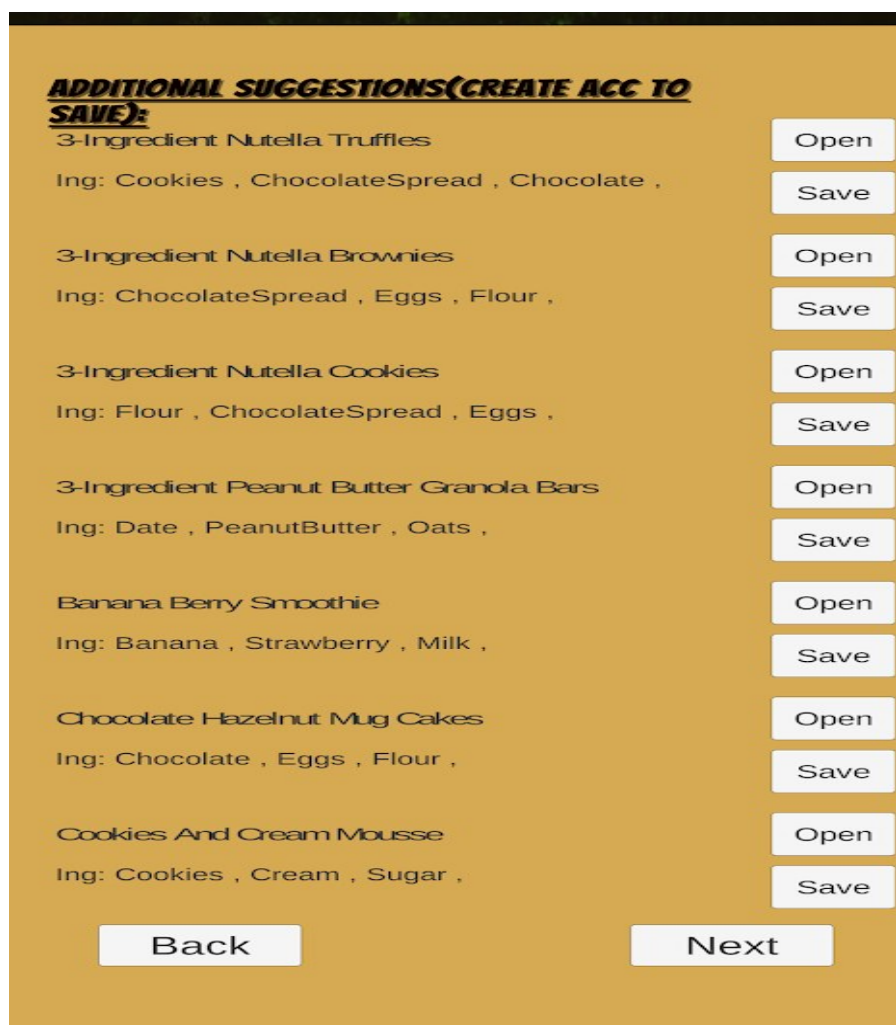 ADDITIONAL SUGGESTIONS(CREATE ACC TO
SAVE):
3-Ingredient Nutella Truffles
Open
Ing: Cookies , ChocolateSpread , Chocolate ,
Save
3-Ingredient Nutella Brownies
Open
Ing: ChocolateSpread , Eggs , Flour ,
Save
3-Ingredient Nutella Cookies
Open
Ing: Flour , ChocolateSpread , Eggs ,
Save
3-Ingredient Peanut Butter Granola Bars
Open
Ing: Date , PeanutButter , Oats ,
Save
Banana Berry Smoothie
Open
Ing: Banana , Strawberry , Milk ,
Save
Chocolate Hazelnut Mug Cakes
Open
Ing: Chocolate , Eggs , Flour ,
Save
Cookies And Cream Mousse
Open
Ing: Cookies , Cream , Sugar ,
Save
Back
Next